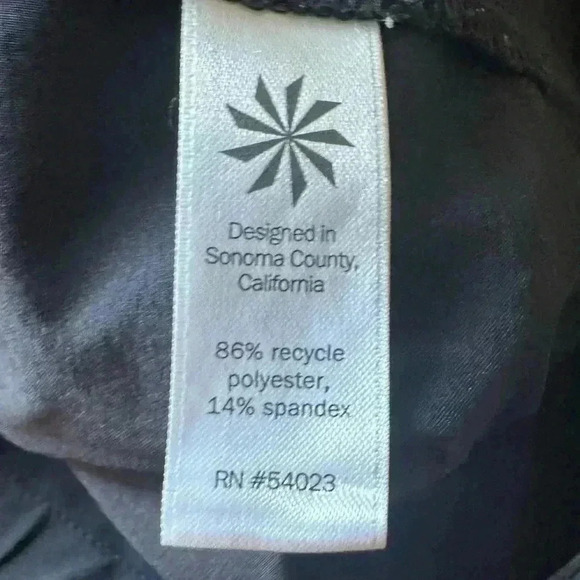 Designed in
Sonoma County,
California
86% recycle
polyester,
14% spandex
RN #54023